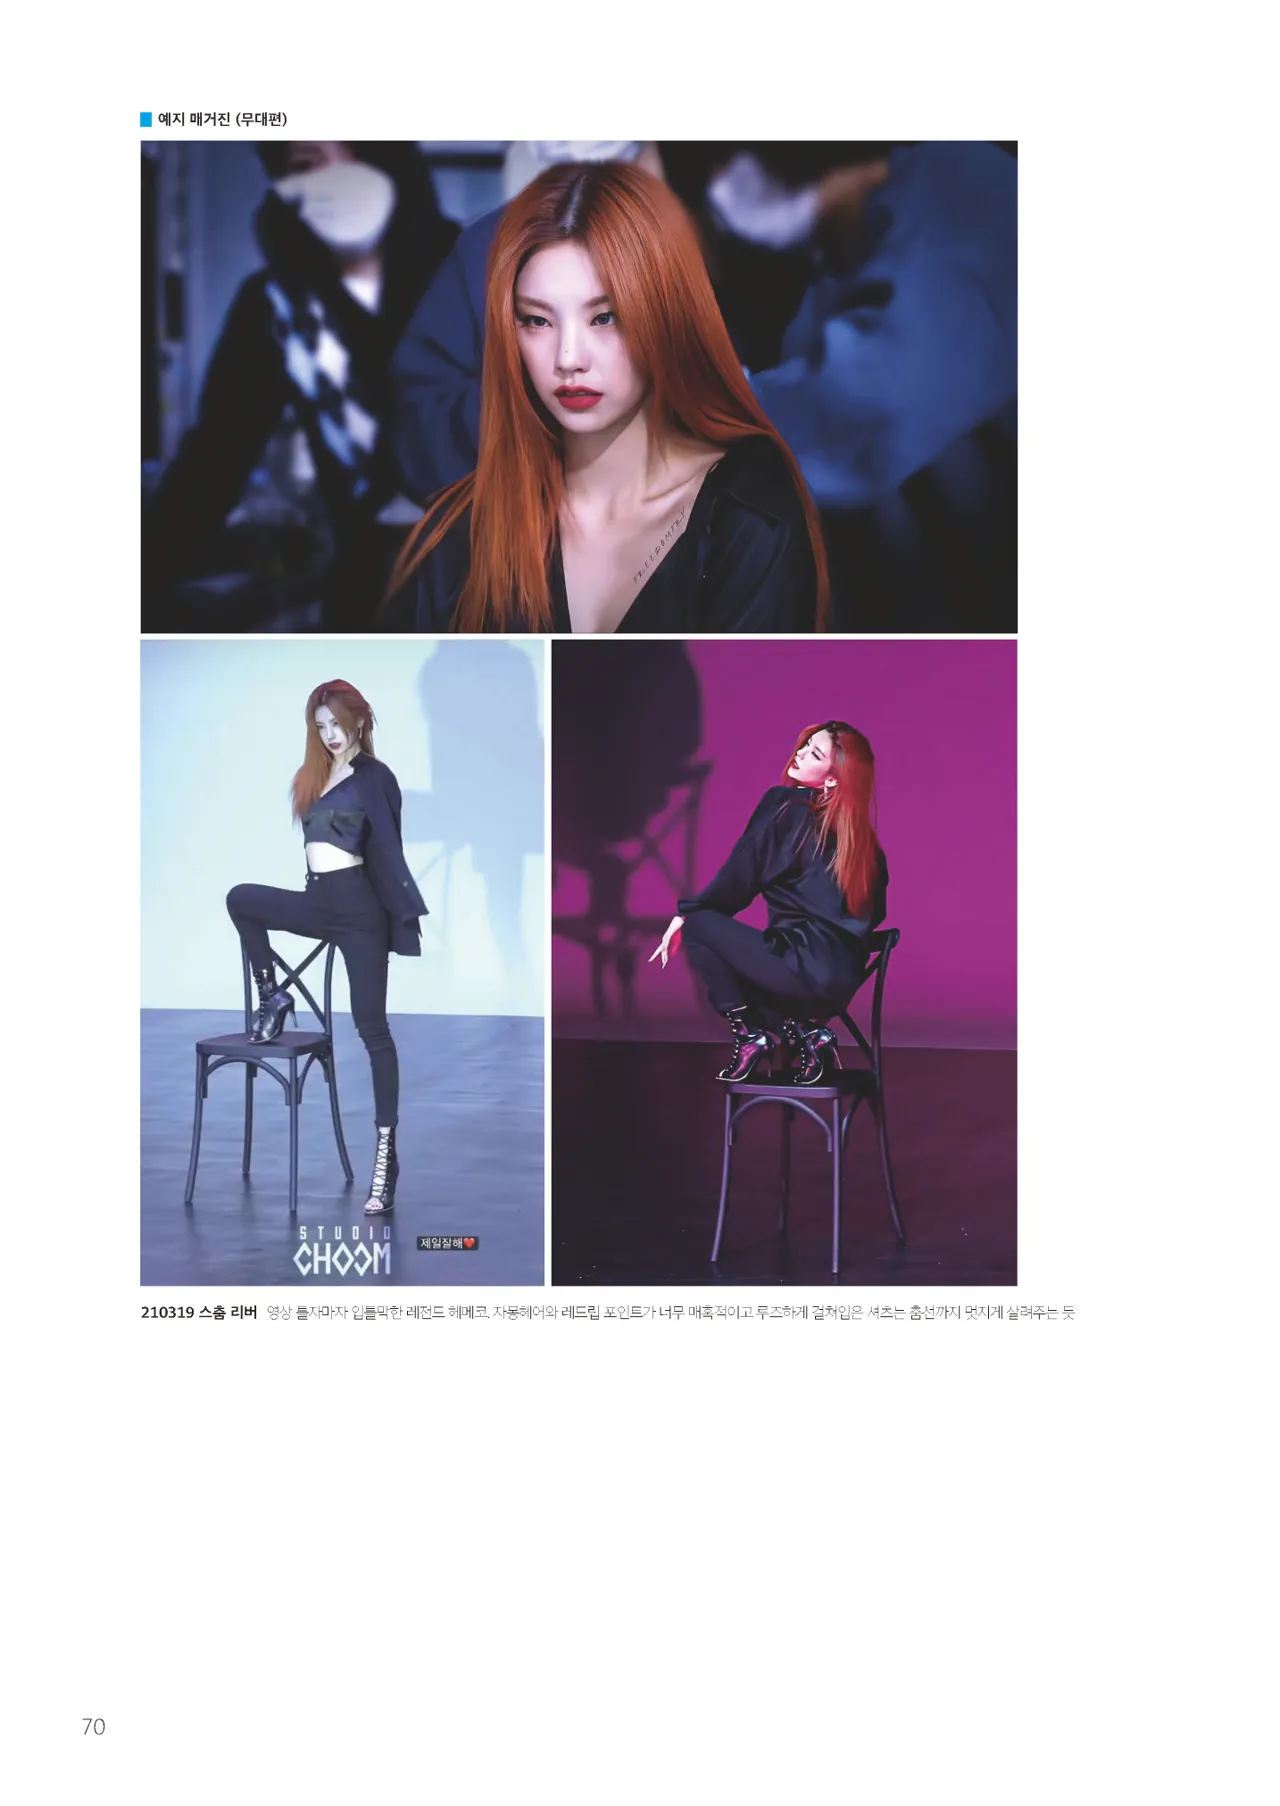 예지 매거진 (무대편)
FREEDOMTRY
STUDIO
CHOOM
제일잘해❤️
210319 스춤 리버 영상 틀자마자 입틀막한 레전드 헤메코. 자몽헤어와 레드립 포인트가 너무 매혹적이고 루즈하게 걸쳐입은 셔츠는 춤선까지 멋지게 살려주는 듯
70